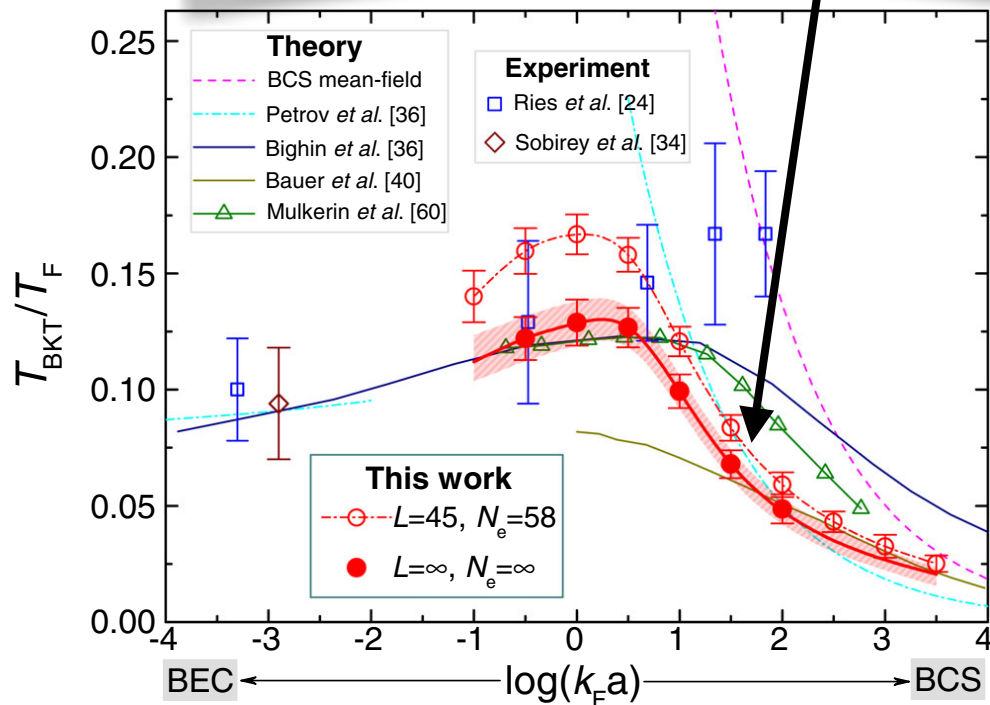 0.25
0.20
0.15
0.10
0.05
0.00
T_BKT/T_F
Theory
BCS mean-field
Petrov et al. [36]
Bighin et al. [36]
Bauer et al. [40]
Mulkerin et al. [60]
Experiment
Ries et al. [24]
Sobirey et al. [34]
This work
L=45, N_e=58
L=∞, N_e=∞
-4 -3 -2 -1 0 1 2 3 4
BEC log(k_Fa) BCS